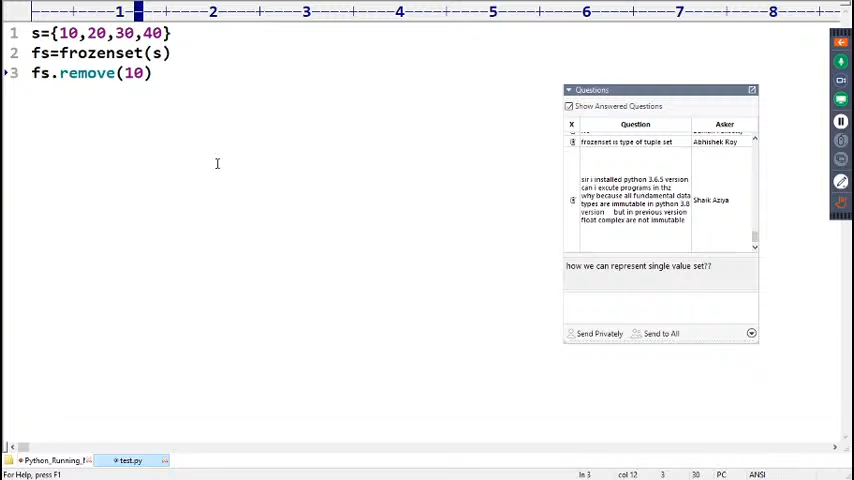 1 2 3 4 5 6 7 8
1 s={10,20,30,40}
2 fs=frozenset(s)
3 fs.remove(10)
Questions
Show Answered Questions
X Question Asker
frozenset is type of tuple set Abhishek Roy
sir i installed python 3.6.5 version
can i excute programs in thz
why because all fundamental data
types are immutable in python 3.8
version but in previous version
float complex are not immutable
Shaik Aziya
how we can represent single value set??
Send Privately Send to All
test.py
For Help, press F1 ln 3 col 12 3 30 PC ANSI